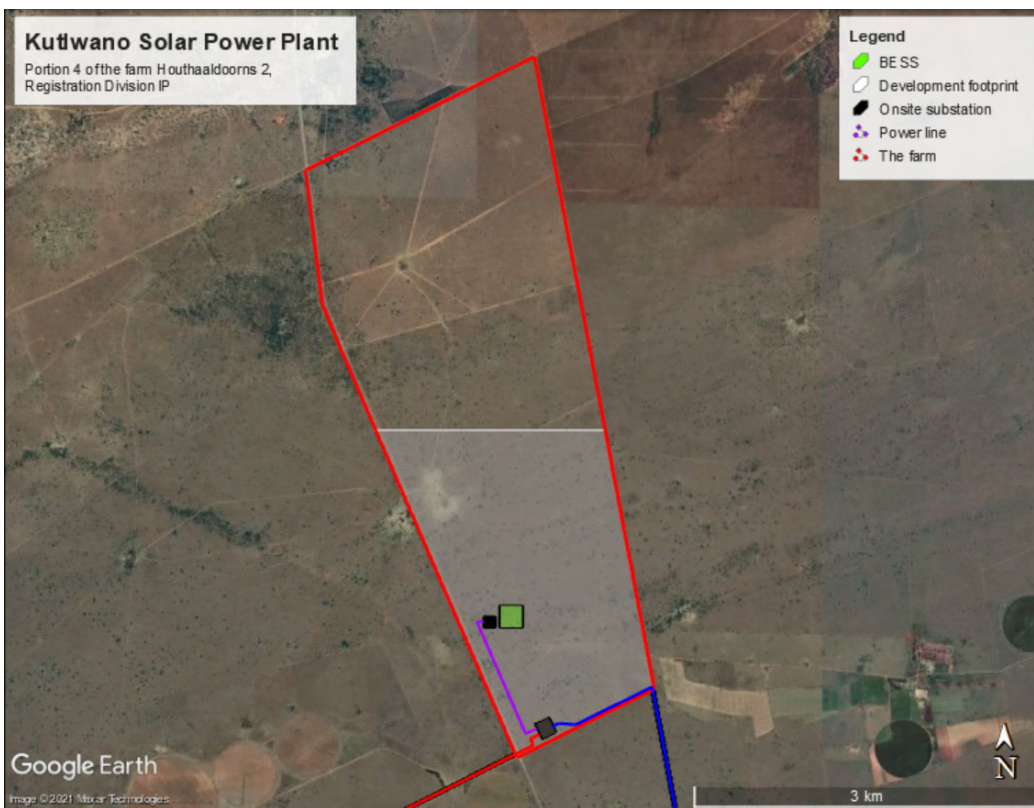 Kutlwano Solar Power Plant
Portion 4 of the farm Houthaaldoorns 2,
Registration Division IP
Legend
BESS
Development footprint
Onsite substation
Power line
The farm
Google Earth
Image © 2021 Maxar Technologies
N
3 km